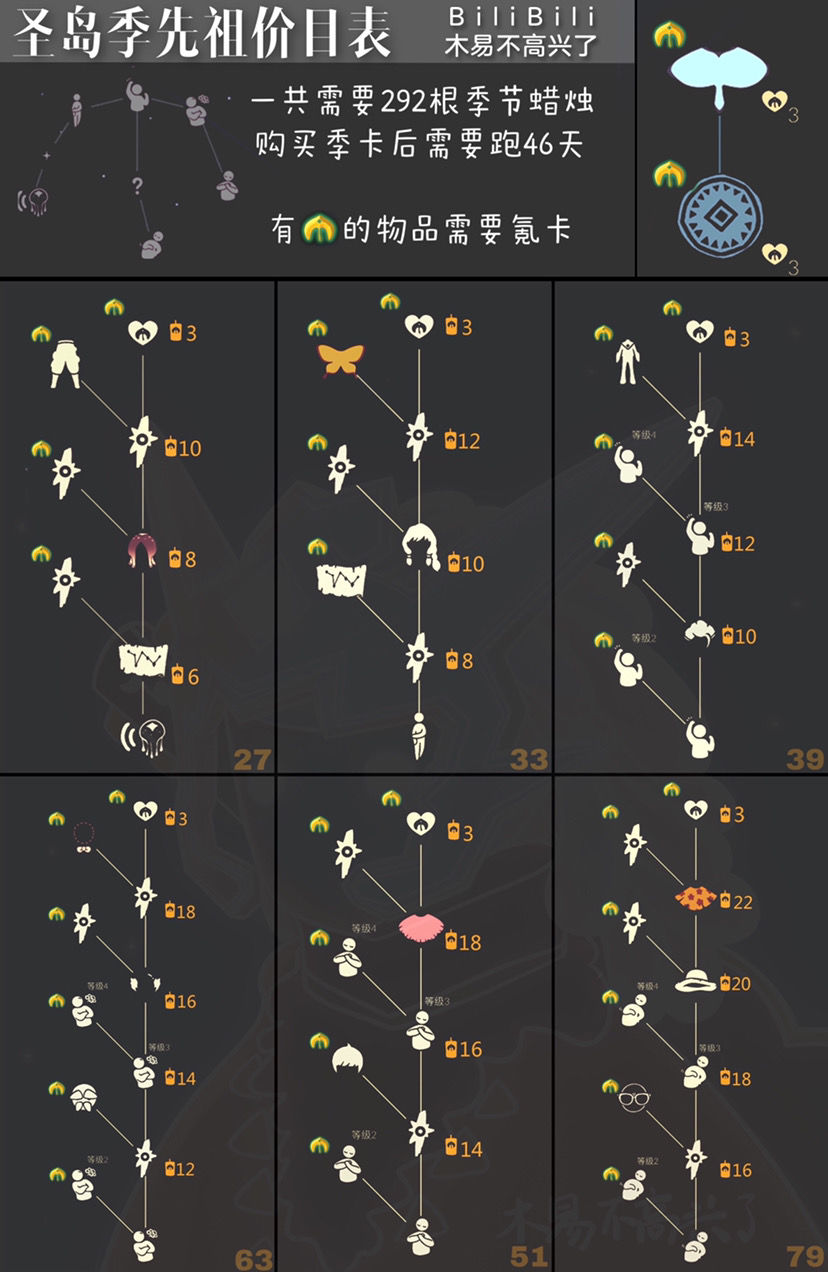 圣岛季先祖价目表
BiliBili
木易不高兴了
一共需要292根季节蜡烛
购买季卡后需要跑46天
有的物品需要氪卡
?
3
3
3
10
8
6
27
3
12
10
8
33
3
14
等级4
等级3
12
10
等级2
39
3
18
16
等级4
等级3
14
12
等级2
63
3
18
等级4
等级3
16
14
等级2
51
3
22
20
等级4
等级3
18
16
等级2
79
木易不高兴了